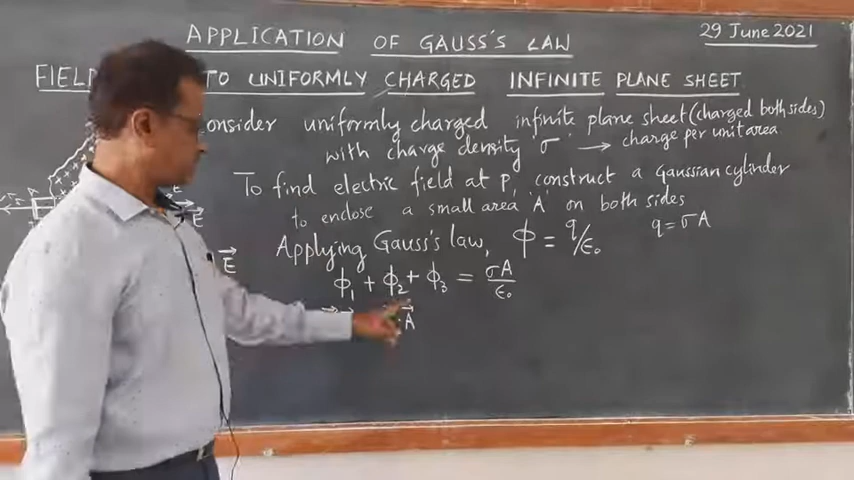 29 June 2021
APPLICATION OF GAUSS'S LAW
FIELD TO UNIFORMLY CHARGED INFINITE PLANE SHEET
onsider uniformly charged infinite plane sheet (charged both sides)
with charge density 'σ' → charge per unit area
To find electric field at P, construct a Gaussian cylinder
to enclose a small area 'A' on both sides
Applying Gauss's law, ϕ = q/ϵ₀ q = σA
ϕ₁ + ϕ₂ + ϕ₃ = σA/ϵ₀
E⃗
E⃗
.A⃗